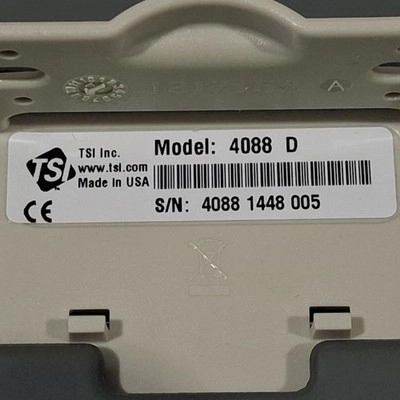 TSI
TSI Inc.
www.tsi.com
Made in USA
Model: 4088 D
S/N: 4088 1448 005
CE